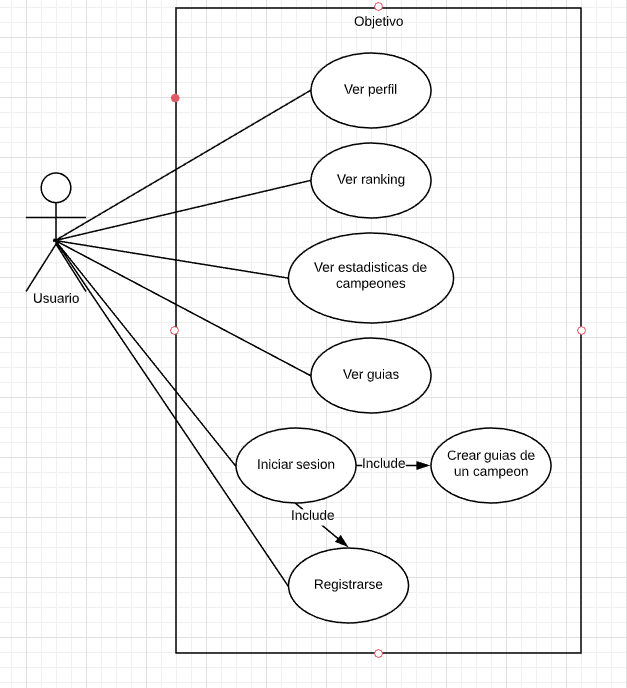 Objetivo
Ver perfil
Ver ranking
Ver estadisticas de
campeones
Usuario
Ver guias
Iniciar sesion
Include
Crear guias de
un campeon
Include
Registrarse